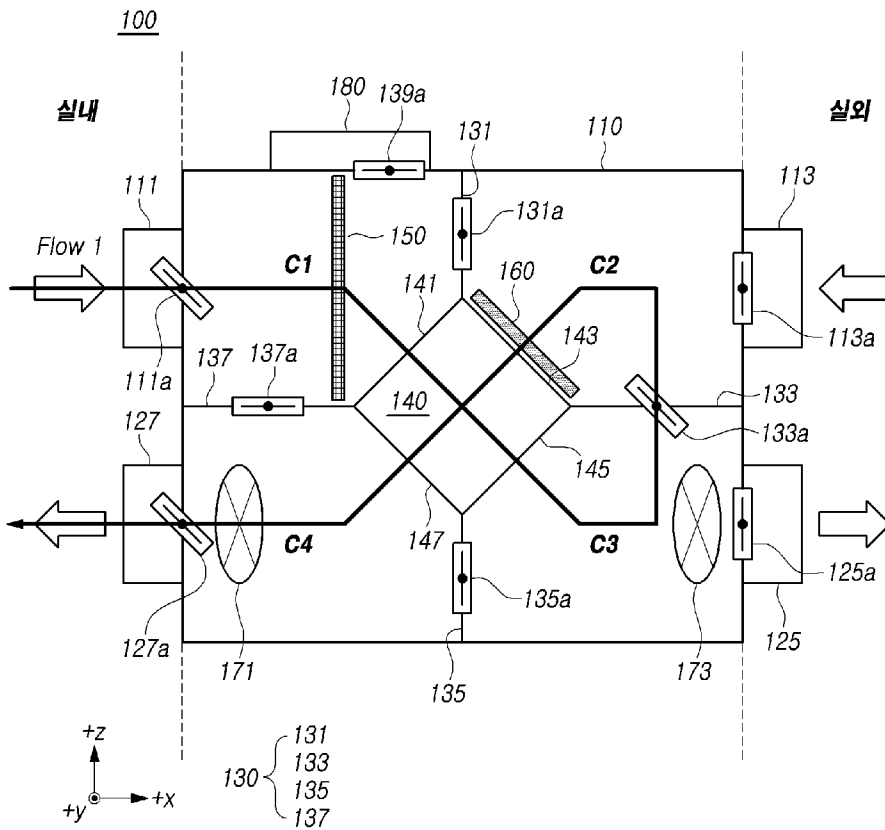 100
실내
실외
180
139a
131
110
111
113
Flow 1
150
131a
C1
C2
160
141
143
111a
113a
137
137a
140
133
133a
127
145
147
C4
C3
125a
135a
127a
171
135
173
125
+z
+y
+x
130
131
133
135
137